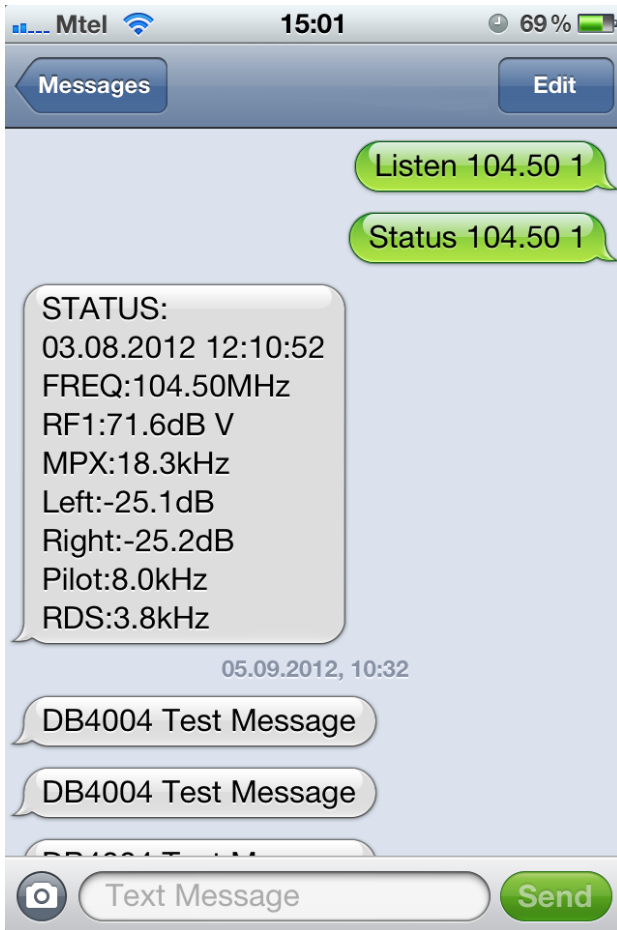 Mtel 15:01 69%
Messages Edit
Listen 104.50 1
Status 104.50 1
STATUS:
03.08.2012 12:10:52
FREQ:104.50MHz
RF1:71.6dB V
MPX:18.3kHz
Left:-25.1dB
Right:-25.2dB
Pilot:8.0kHz
RDS:3.8kHz
05.09.2012, 10:32
DB4004 Test Message
DB4004 Test Message
Text Message Send